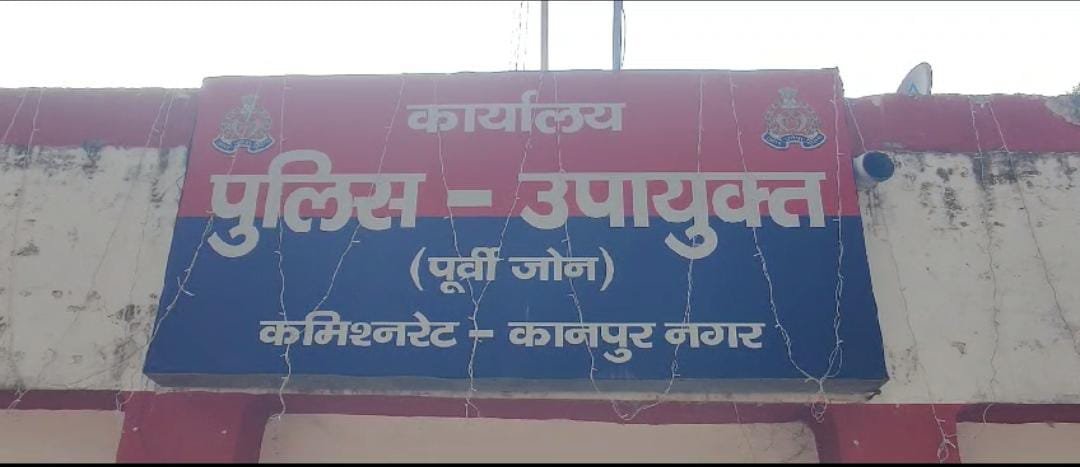 कार्यालय
पुलिस - उपायुक्त
(पूर्वी जोन)
कमिश्नरेट - कानपुर नगर